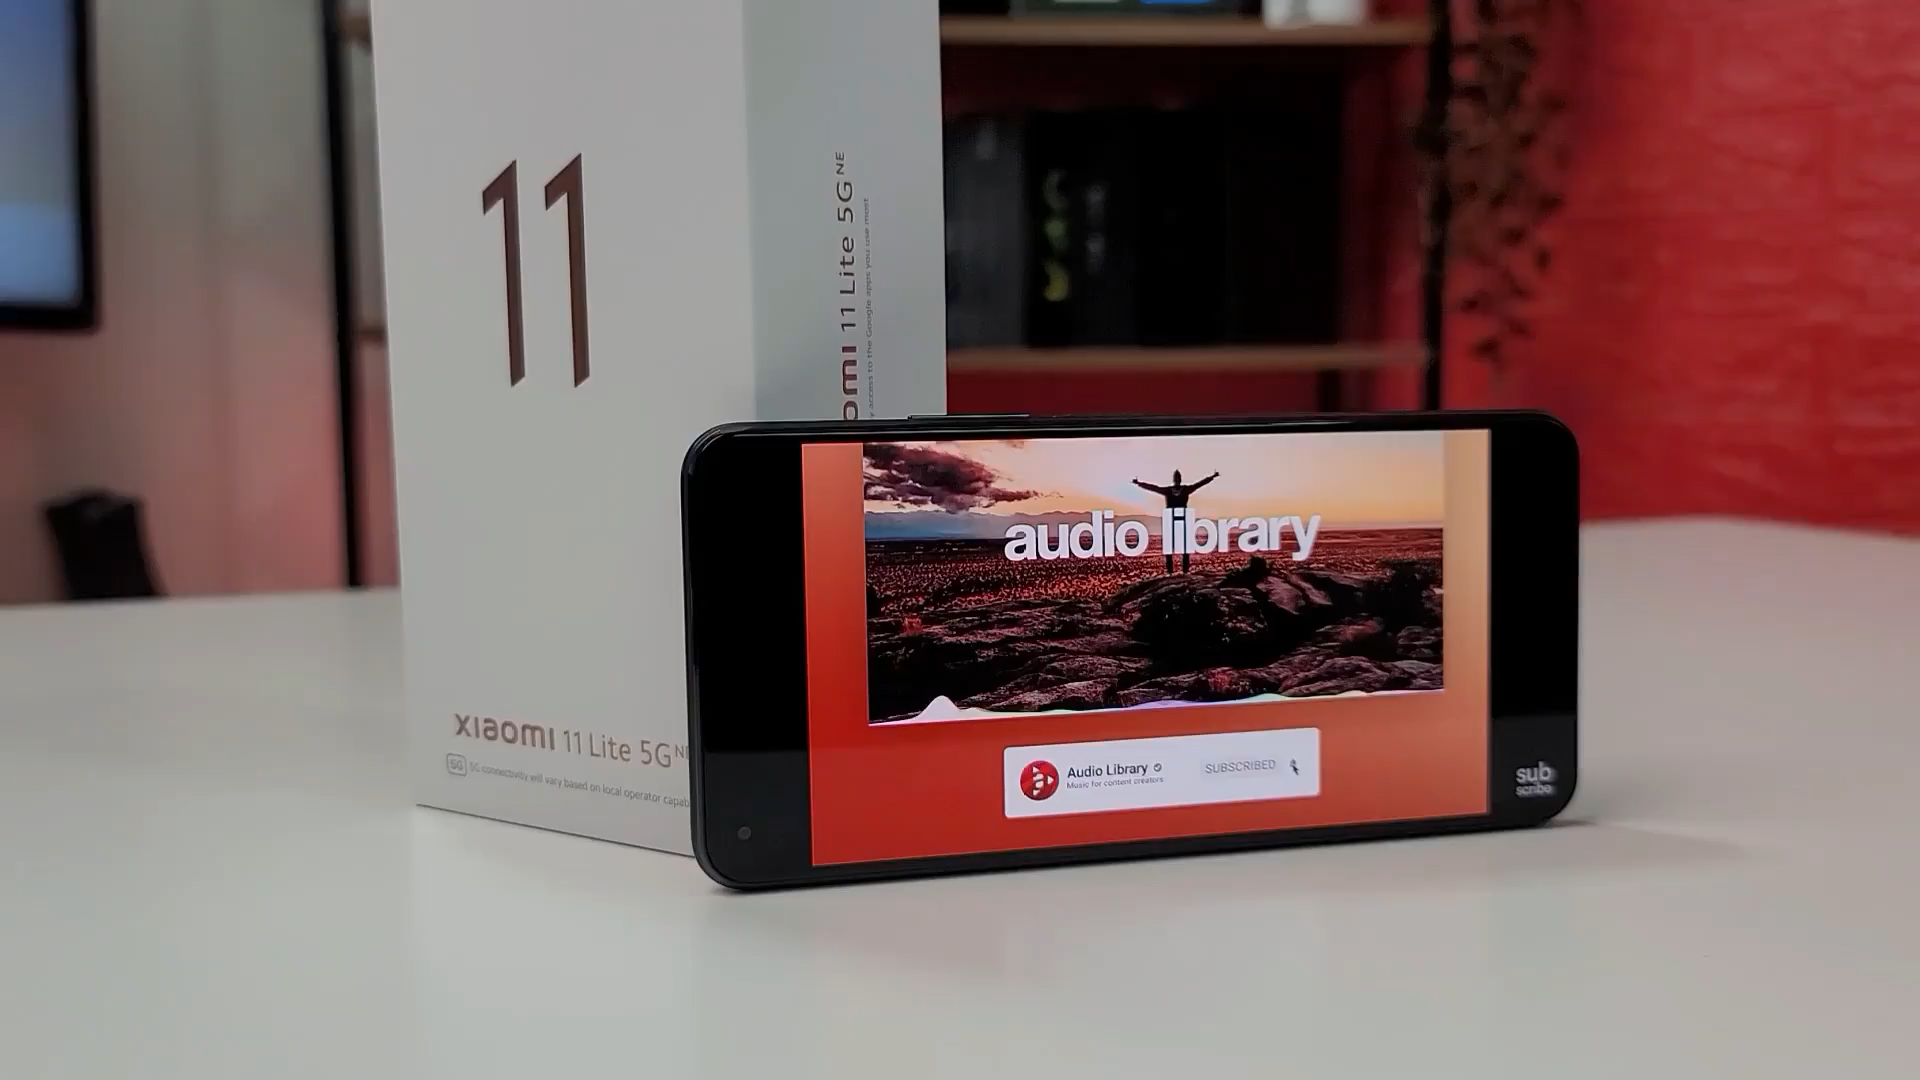 11
xiaomi 11 Lite 5G NE
5G 5G connectivity will vary based on local operator
11 Lite 5G NE
access to the Google apps you use most
audio library
Audio Library
Music for content creators
SUBSCRIBED
sub
scribe